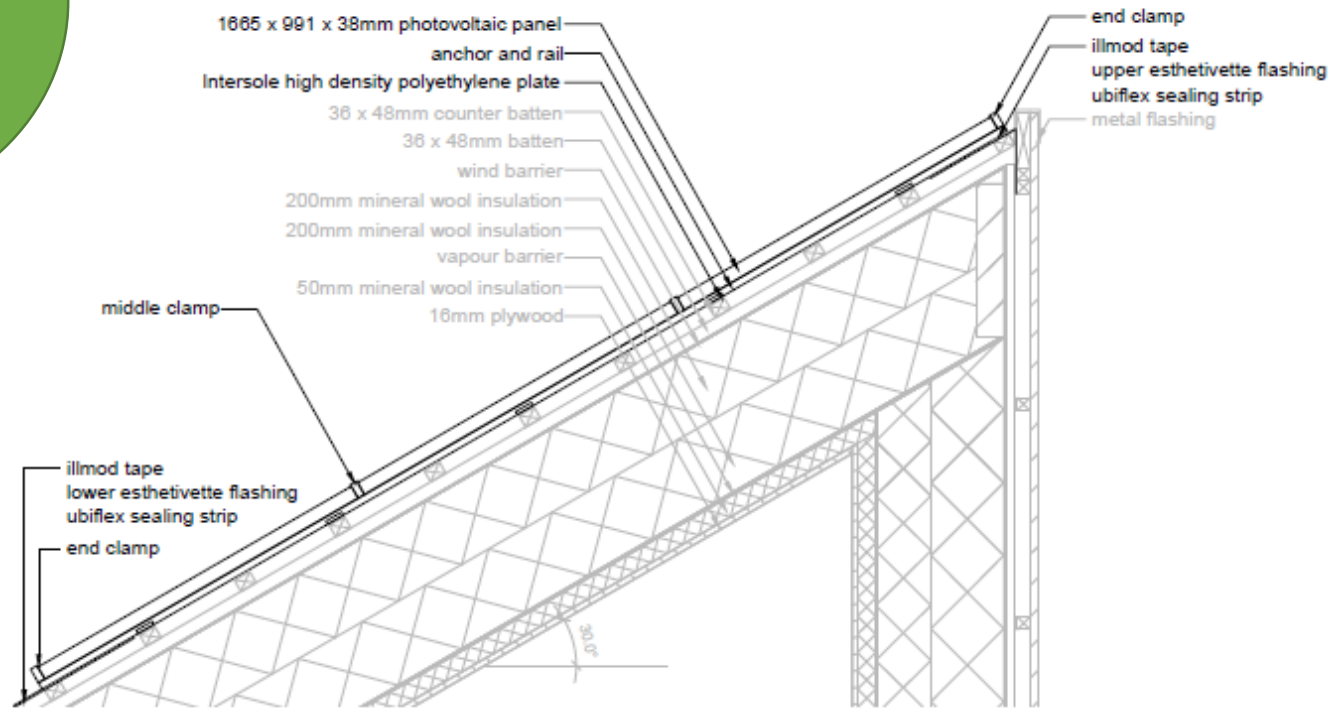 1665 x 991 x 38mm photovoltaic panel
anchor and rail
Intersole high density polyethylene plate
36 x 48mm counter batten
36 x 48mm batten
wind barrier
200mm mineral wool insulation
200mm mineral wool insulation
vapour barrier
50mm mineral wool insulation
16mm plywood
end clamp
illmod tape
upper esthetivette flashing
ubiflex sealing strip
metal flashing
middle clamp
illmod tape
lower esthetivette flashing
ubiflex sealing strip
end clamp
30.0°